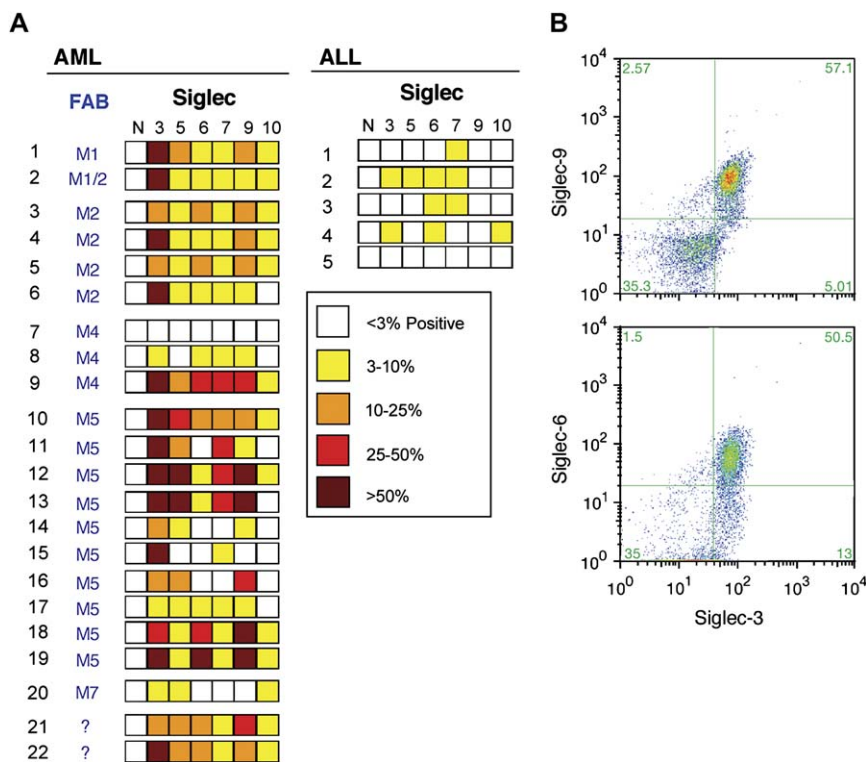 A
AML
FAB Siglec
N 3 5 6 7 9 10
1 M1
2 M1/2
3 M2
4 M2
5 M2
6 M2
7 M4
8 M4
9 M4
10 M5
11 M5
12 M5
13 M5
14 M5
15 M5
16 M5
17 M5
18 M5
19 M5
20 M7
21 ?
22 ?
ALL
Siglec
N 3 5 6 7 9 10
1
2
3
4
5
<3% Positive
3-10%
10-25%
25-50%
>50%
B
10^4
10^3
10^2
10^1
10^0
Siglec-9
2.57 57.1
35.3 5.01
10^4
10^3
10^2
10^1
10^0
Siglec-6
1.5 50.5
35 13
10^0 10^1 10^2 10^3 10^4
Siglec-3